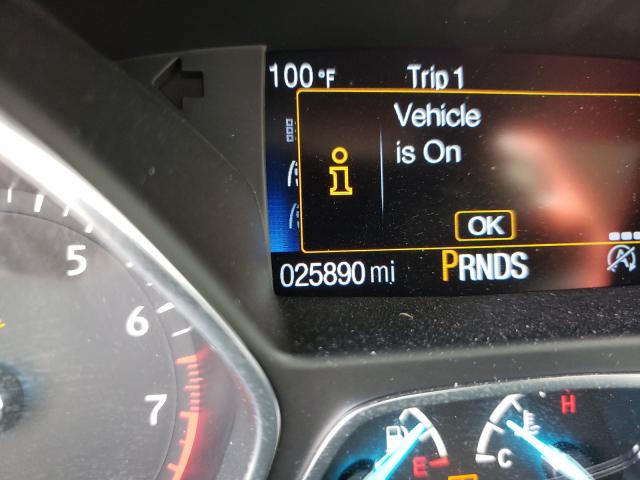 100°F Trip 1
Vehicle
is On
i
OK
025890 mi PRNDS
5
6
7
H
E C